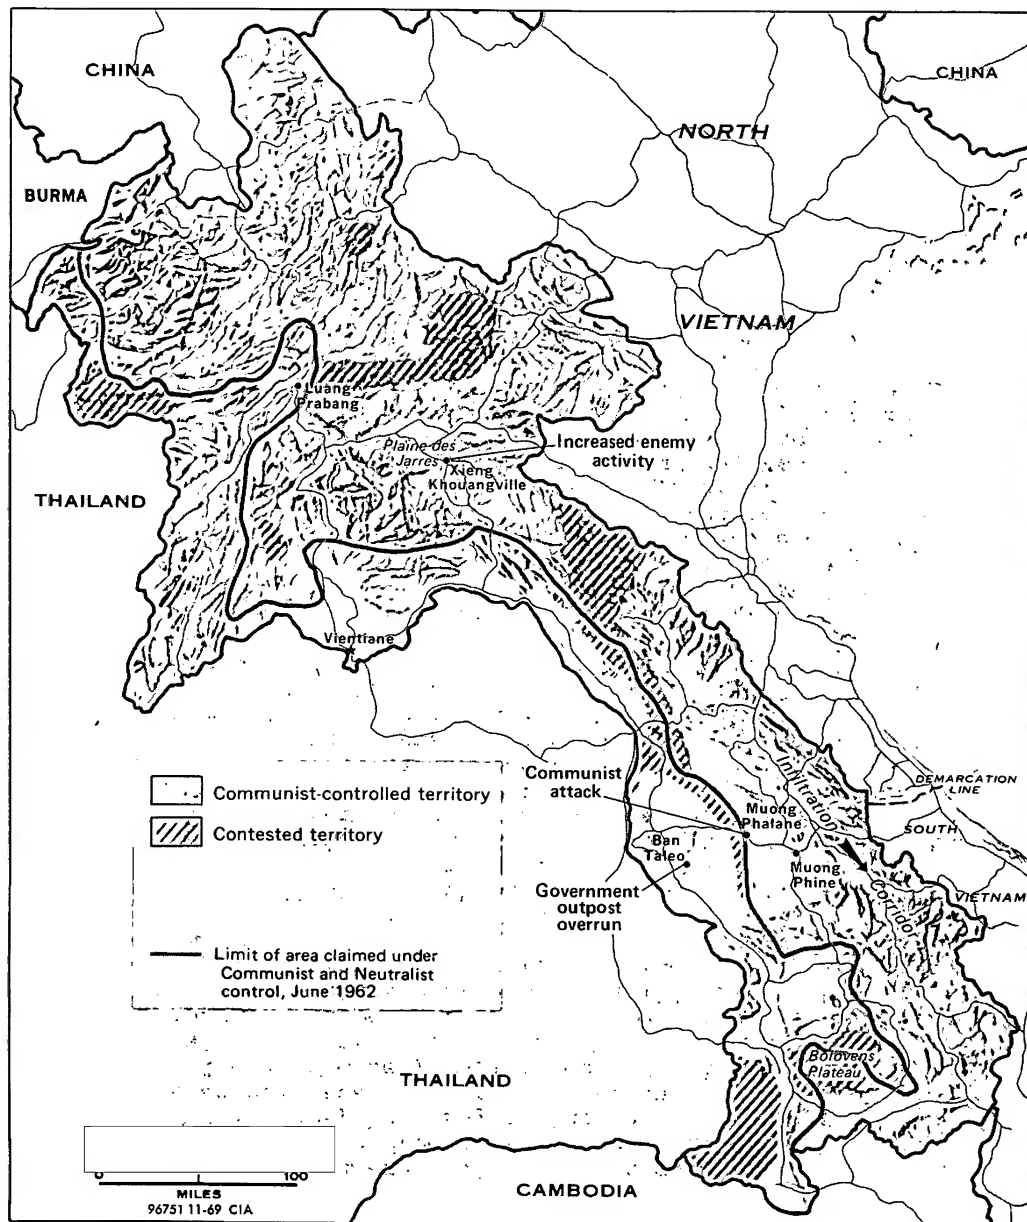 CHINA
CHINA
NORTH
BURMA
VIETNAM
Luang
Prabang
Plaine des
Jarres
Increased enemy
activity
Xieng
Khouangville
THAILAND
Vientiane
Communist-controlled territory
Contested territory
Limit of area claimed under
Communist and Neutralist
control, June 1962
Communist
attack
Infiltration
Corridor
DEMARCATION
LINE
Muong
Phalane
SOUTH
VIETNAM
Ban
Taleo
Muong
Phine
Government
outpost
overrun
Bolovens
Plateau
THAILAND
0 100
MILES
96751 11-69 CIA
CAMBODIA